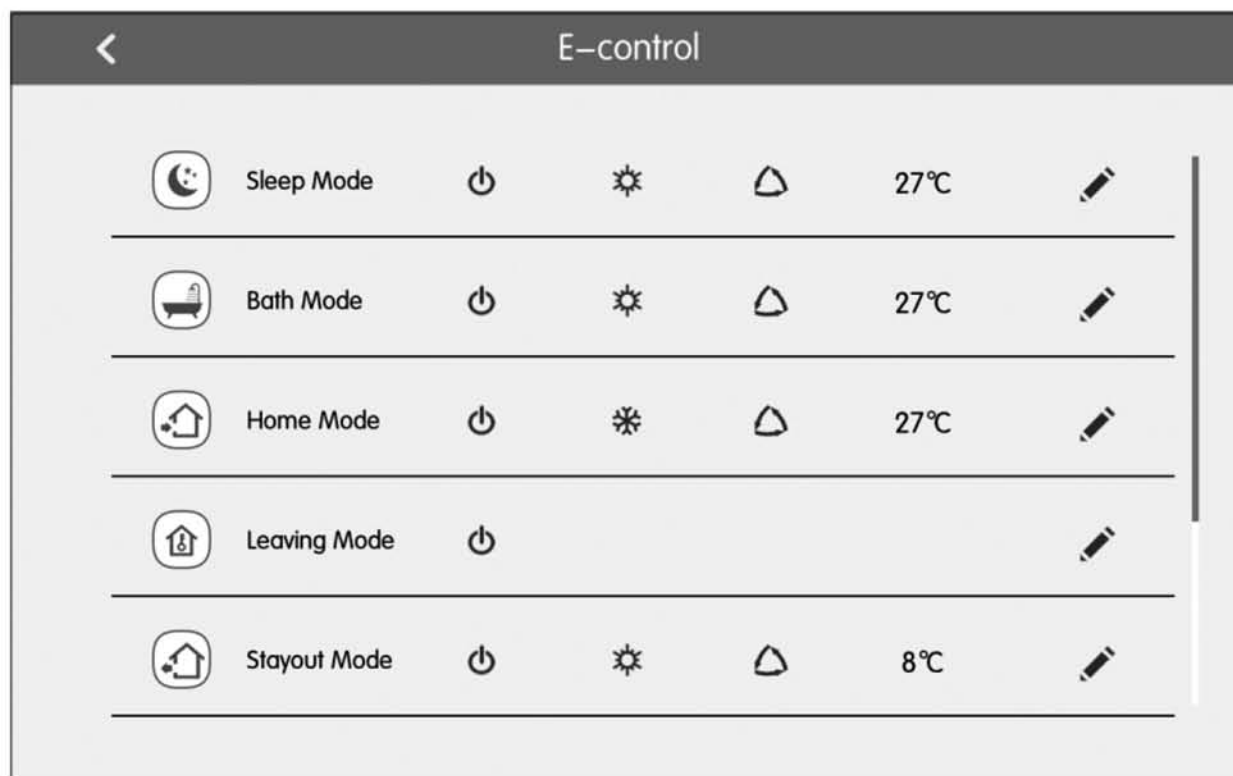 E-control
Sleep Mode 27℃
Bath Mode 27℃
Home Mode 27℃
Leaving Mode
Stayout Mode 8℃